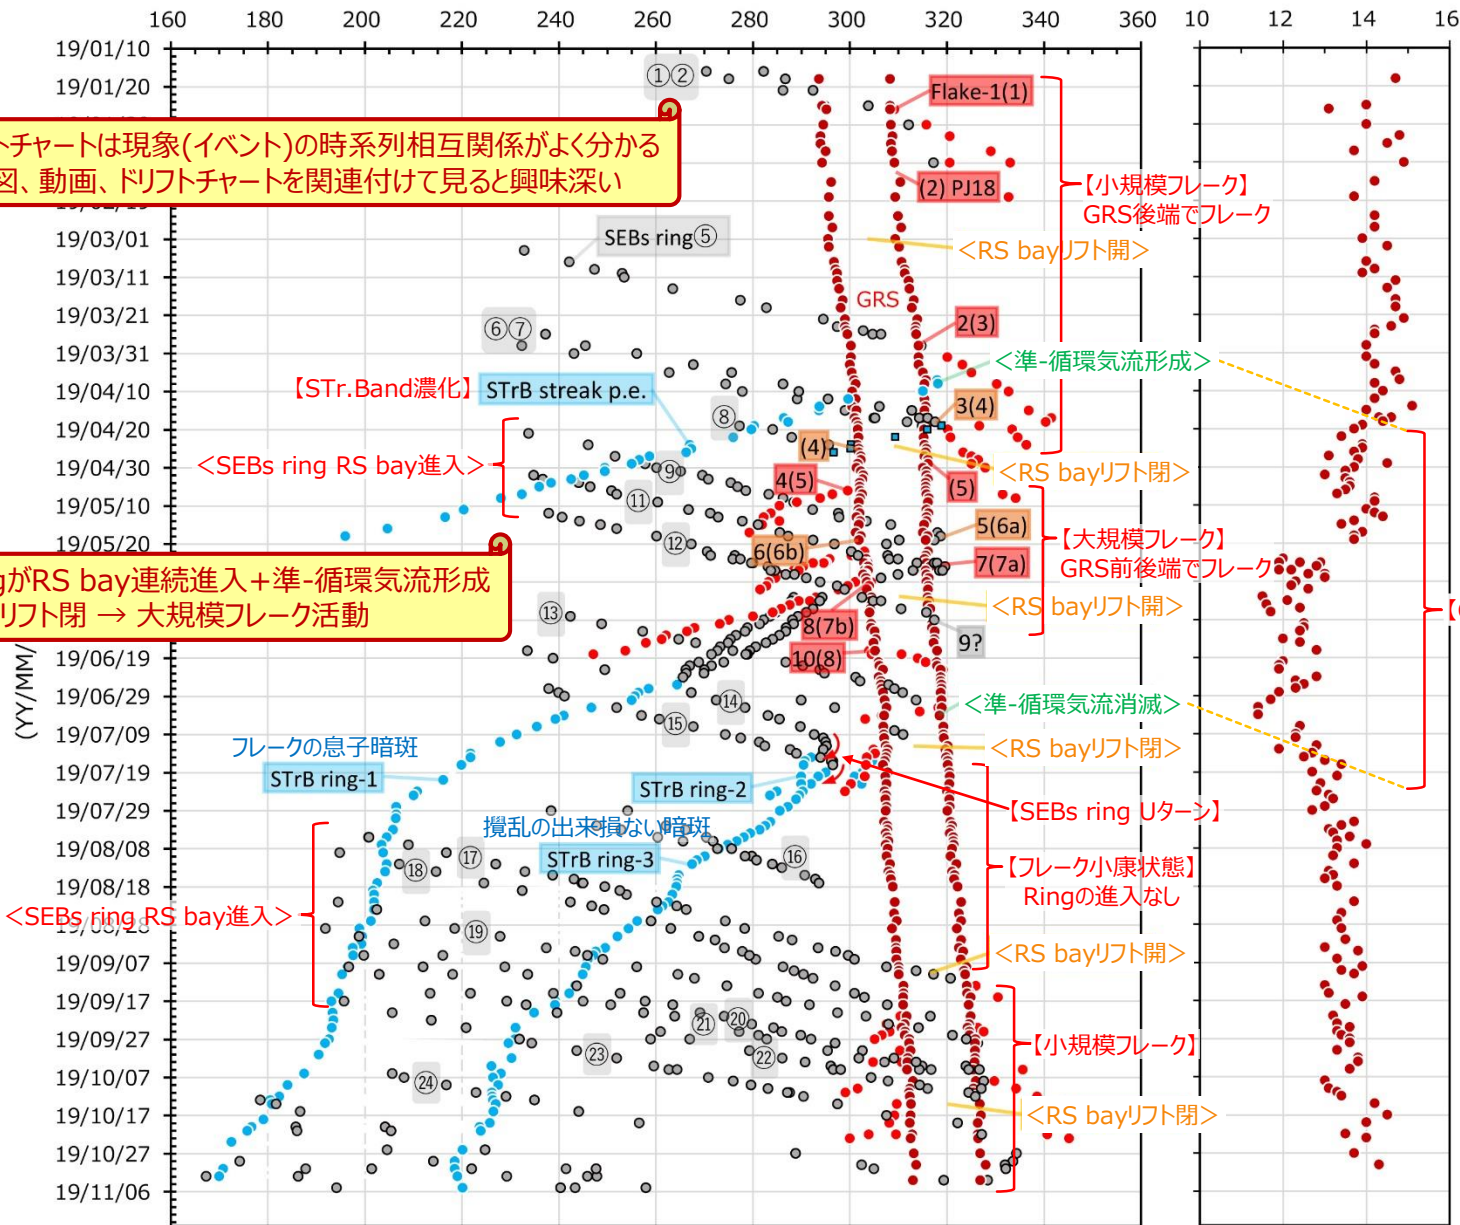 160 180 200 220 240 260 280 300 320 340 360 10 12 14 16
19/01/10
19/01/20
①②
Flake-1(1)
トチャートは現象(イベント)の時系列相互関係がよく分かる
図、動画、ドリフトチャートを関連付けて見ると興味深い
(2) PJ18
【小規模フレーク】
GRS後端でフレーク
19/03/01
SEBs ring⑤
<RS bayリフト開>
19/03/11
GRS
19/03/21
⑥⑦
2(3)
19/03/31
<準-循環気流形成>
19/04/10
【STr.Band濃化】
STrB streak p.e.
⑧
3(4)
19/04/20
(4)
<SEBs ring RS bay進入>
⑨
<RS bayリフト閉>
19/04/30
4(5)
(5)
19/05/10
⑪
5(6a)
19/05/20
⑫
6(6b)
【大規模フレーク】
GRS前後端でフレーク
7(7a)
gがRS bay連続進入+準-循環気流形成
リフト閉 → 大規模フレーク活動
⑬
<RS bayリフト開>
8(7b)
9?
(YY/MM/
19/06/19
10(8)
19/06/29
⑭
<準-循環気流消滅>
⑮
19/07/09
フレークの息子暗斑
<RS bayリフト閉>
19/07/19
STrB ring-1
STrB ring-2
19/07/29
【SEBs ring Uターン】
攪乱の出来損ない暗斑
19/08/08
STrB ring-3
⑯
⑰
⑱
【フレーク小康状態】
Ringの進入なし
19/08/18
<SEBs ring RS bay進入>
19/08/28
⑲
<RS bayリフト開>
19/09/07
19/09/17
⑳
㉑
19/09/27
㉒
㉓
【小規模フレーク】
19/10/07
㉔
19/10/17
<RS bayリフト閉>
19/10/27
19/11/06